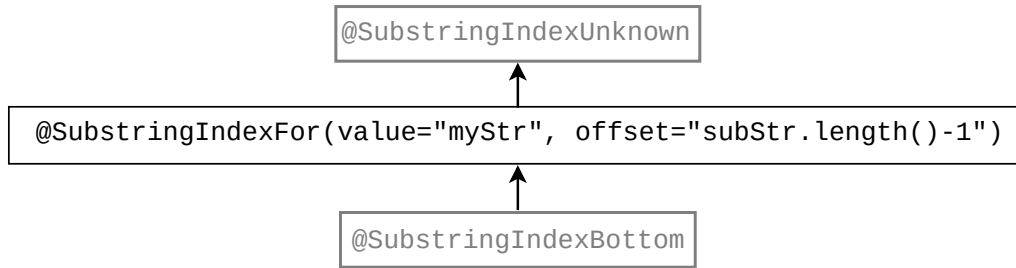 @SubstringIndexUnknown
@SubstringIndexFor(value="myStr", offset="subStr.length()-1")
@SubstringIndexBottom